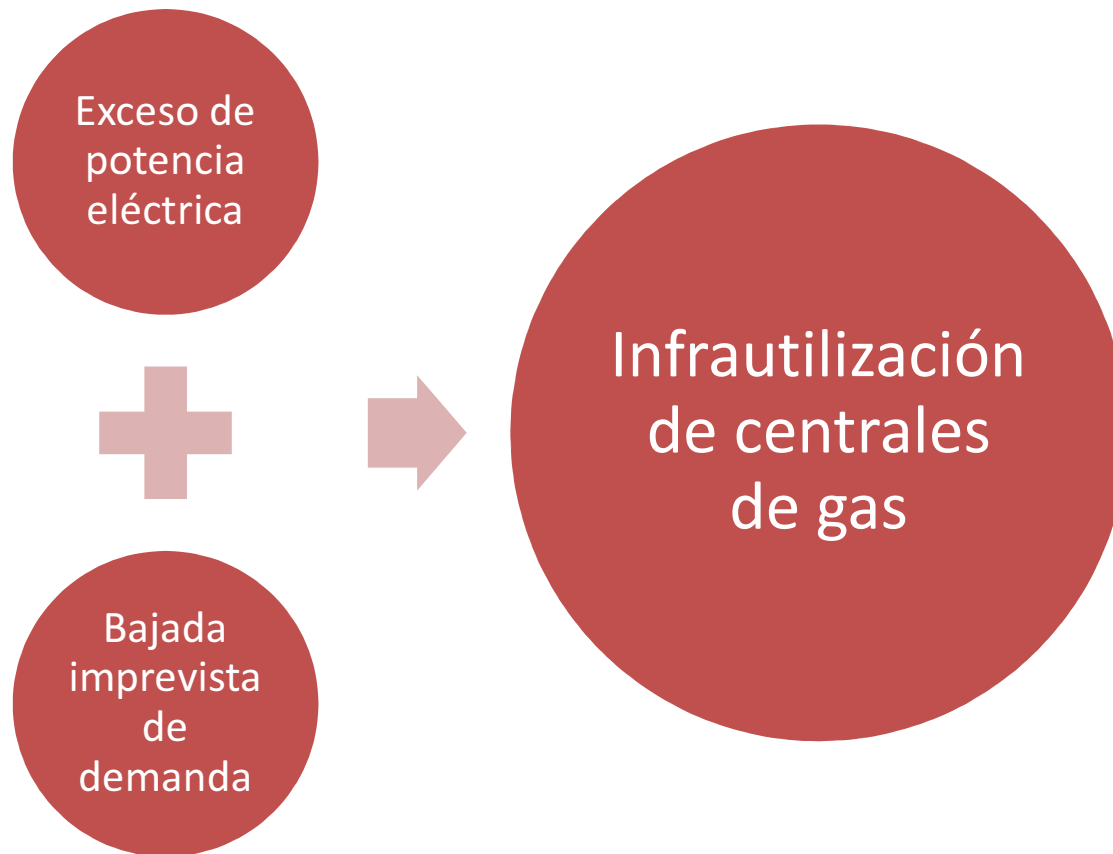 Exceso de
potencia
eléctrica
Bajada
imprevista
de
demanda
Infrautilización
de centrales
de gas